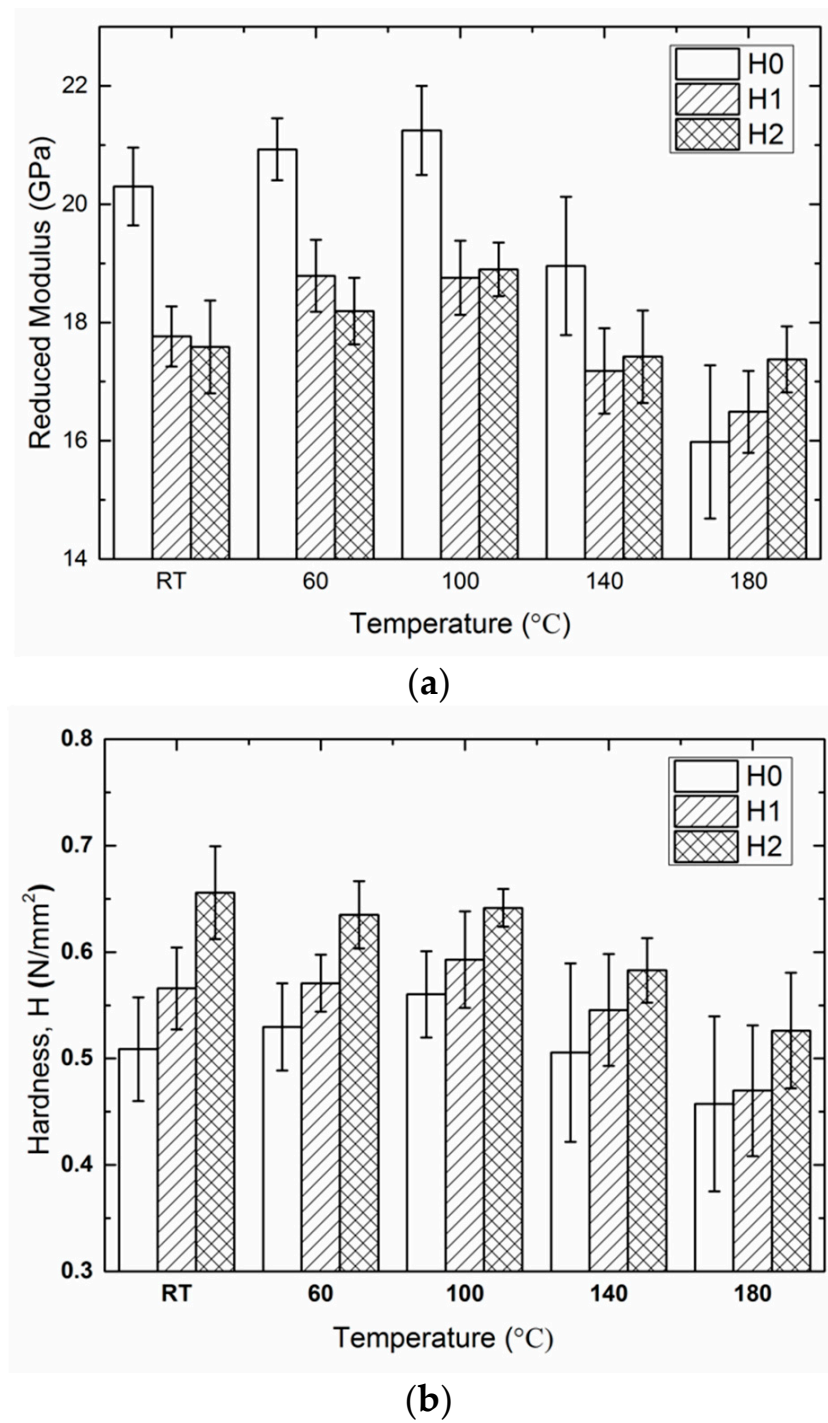 H0
H1
H2
22
20
18
16
14
Reduced Modulus (GPa)
RT 60 100 140 180
Temperature (°C)
(a)
H0
H1
H2
0.8
0.7
0.6
0.5
0.4
0.3
Hardness, H (N/mm²)
RT 60 100 140 180
Temperature (°C)
(b)